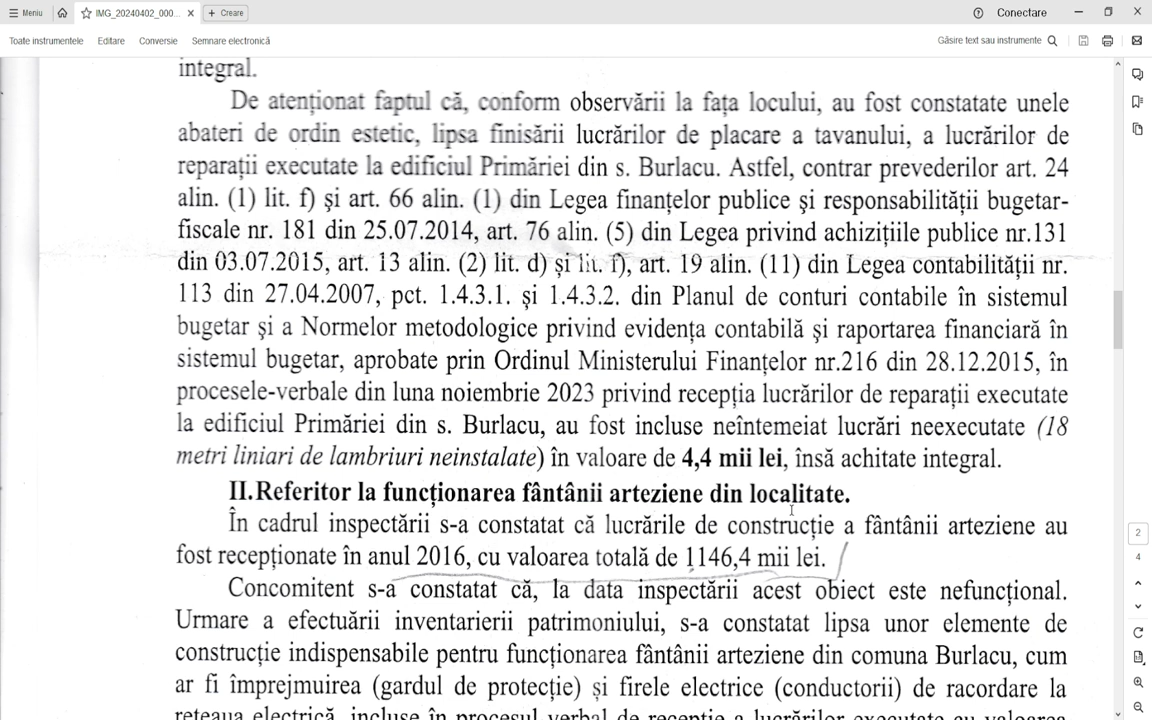 Meniu
IMG_20240402_000...
Creare
Conectare
Toate instrumentele
Editare
Conversie
Semnare electronică
Găsire text sau instrumente
integral.
De atenționat faptul că, conform observării la fața locului, au fost constatate unele
abateri de ordin estetic, lipsa finisării lucrărilor de placare a tavanului, a lucrărilor de
reparații executate la edificiul Primăriei din s. Burlacu. Astfel, contrar prevederilor art. 24
alin. (1) lit. f) și art. 66 alin. (1) din Legea finanțelor publice și responsabilității bugetar-
fiscale nr. 181 din 25.07.2014, art. 76 alin. (5) din Legea privind achizițiile publice nr.131
din 03.07.2015, art. 13 alin. (2) lit. d) și lit. f), art. 19 alin. (11) din Legea contabilității nr.
113 din 27.04.2007, pct. 1.4.3.1. și 1.4.3.2. din Planul de conturi contabile în sistemul
bugetar și a Normelor metodologice privind evidența contabilă și raportarea financiară în
sistemul bugetar, aprobate prin Ordinul Ministerului Finanțelor nr.216 din 28.12.2015, în
procesele-verbale din luna noiembrie 2023 privind recepția lucrărilor de reparații executate
la edificiul Primăriei din s. Burlacu, au fost incluse neîntemeiat lucrări neexecutate (18
metri liniari de lambriuri neinstalate) în valoare de 4,4 mii lei, însă achitate integral.
II.Referitor la funcționarea fântânii arteziene din localitate.
În cadrul inspectării s-a constatat că lucrările de construcție a fântânii arteziene au
fost recepționate în anul 2016, cu valoarea totală de 1146,4 mii lei.
Concomitent s-a constatat că, la data inspectării acest obiect este nefuncțional.
Urmare a efectuării inventarierii patrimoniului, s-a constatat lipsa unor elemente de
construcție indispensabile pentru funcționarea fântânii arteziene din comuna Burlacu, cum
ar fi împrejmuirea (gardul de protecție) și firele electrice (conductorii) de racordare la
rețeaua electrică, incluse în procesul verbal de recepție a lucrărilor executate cu valoarea
2
4